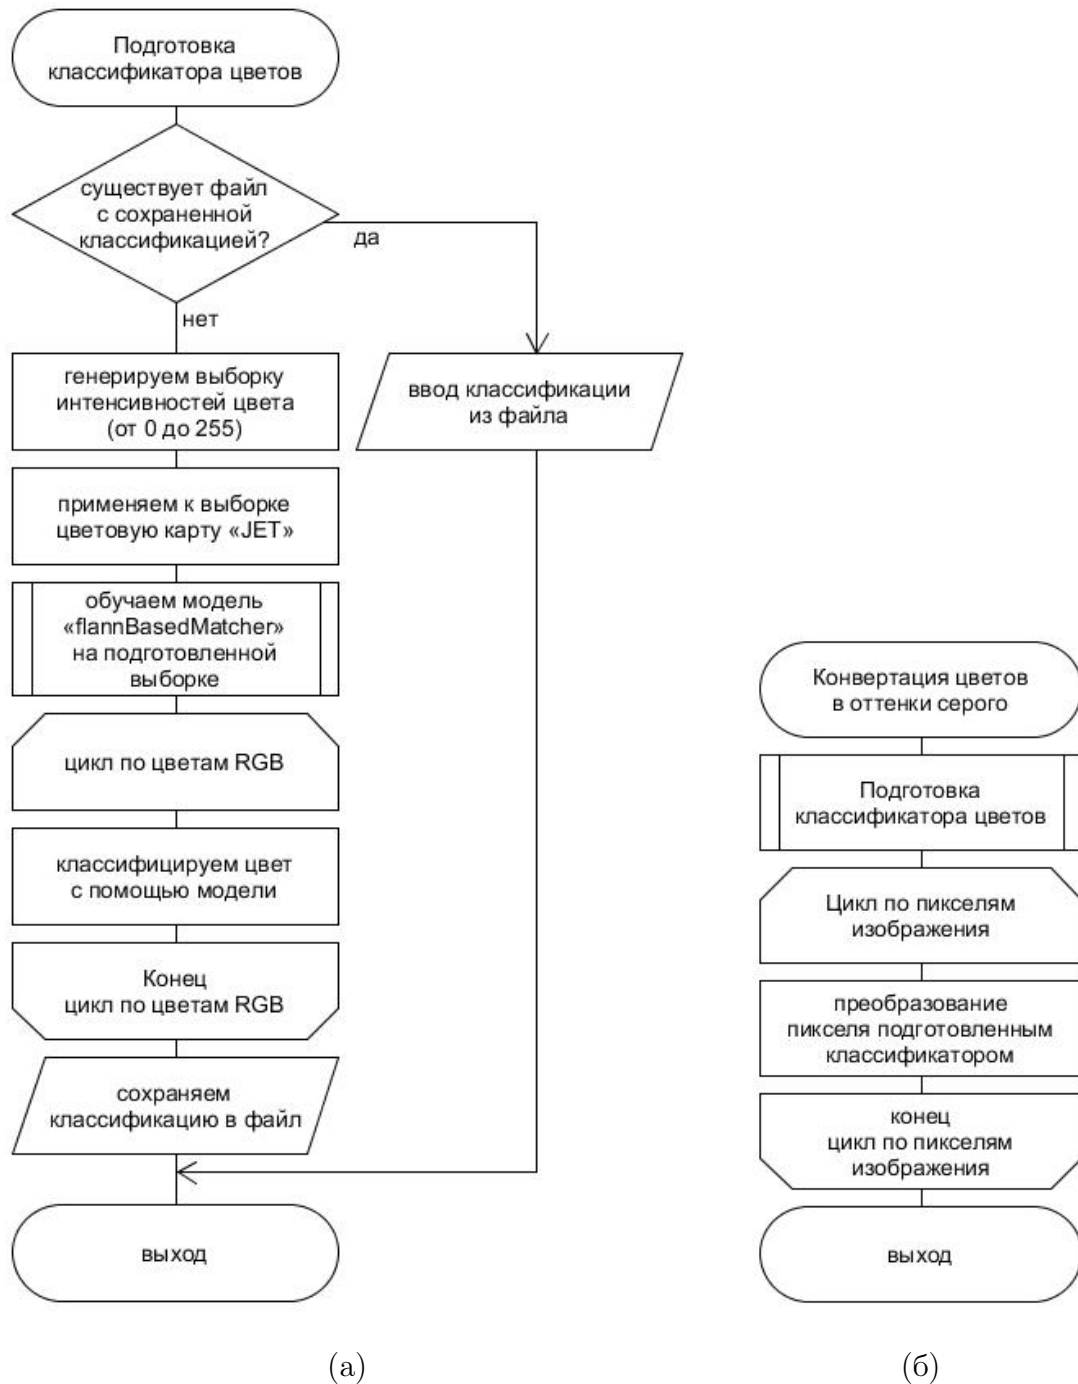 Подготовка
классификатора цветов
существует файл
с сохраненной
классификацией?
да
нет
генерируем выборку
интенсивностей цвета
(от 0 до 255)
ввод классификации
из файла
применяем к выборке
цветовую карту «JET»
обучаем модель
«flannBasedMatcher»
на подготовленной
выборке
цикл по цветам RGB
классифицируем цвет
с помощью модели
Конец
цикл по цветам RGB
сохраняем
классификацию в файл
выход
(а)
Конвертация цветов
в оттенки серого
Подготовка
классификатора цветов
Цикл по пикселям
изображения
преобразование
пикселя подготовленным
классификатором
конец
цикл по пикселям
изображения
выход
(б)